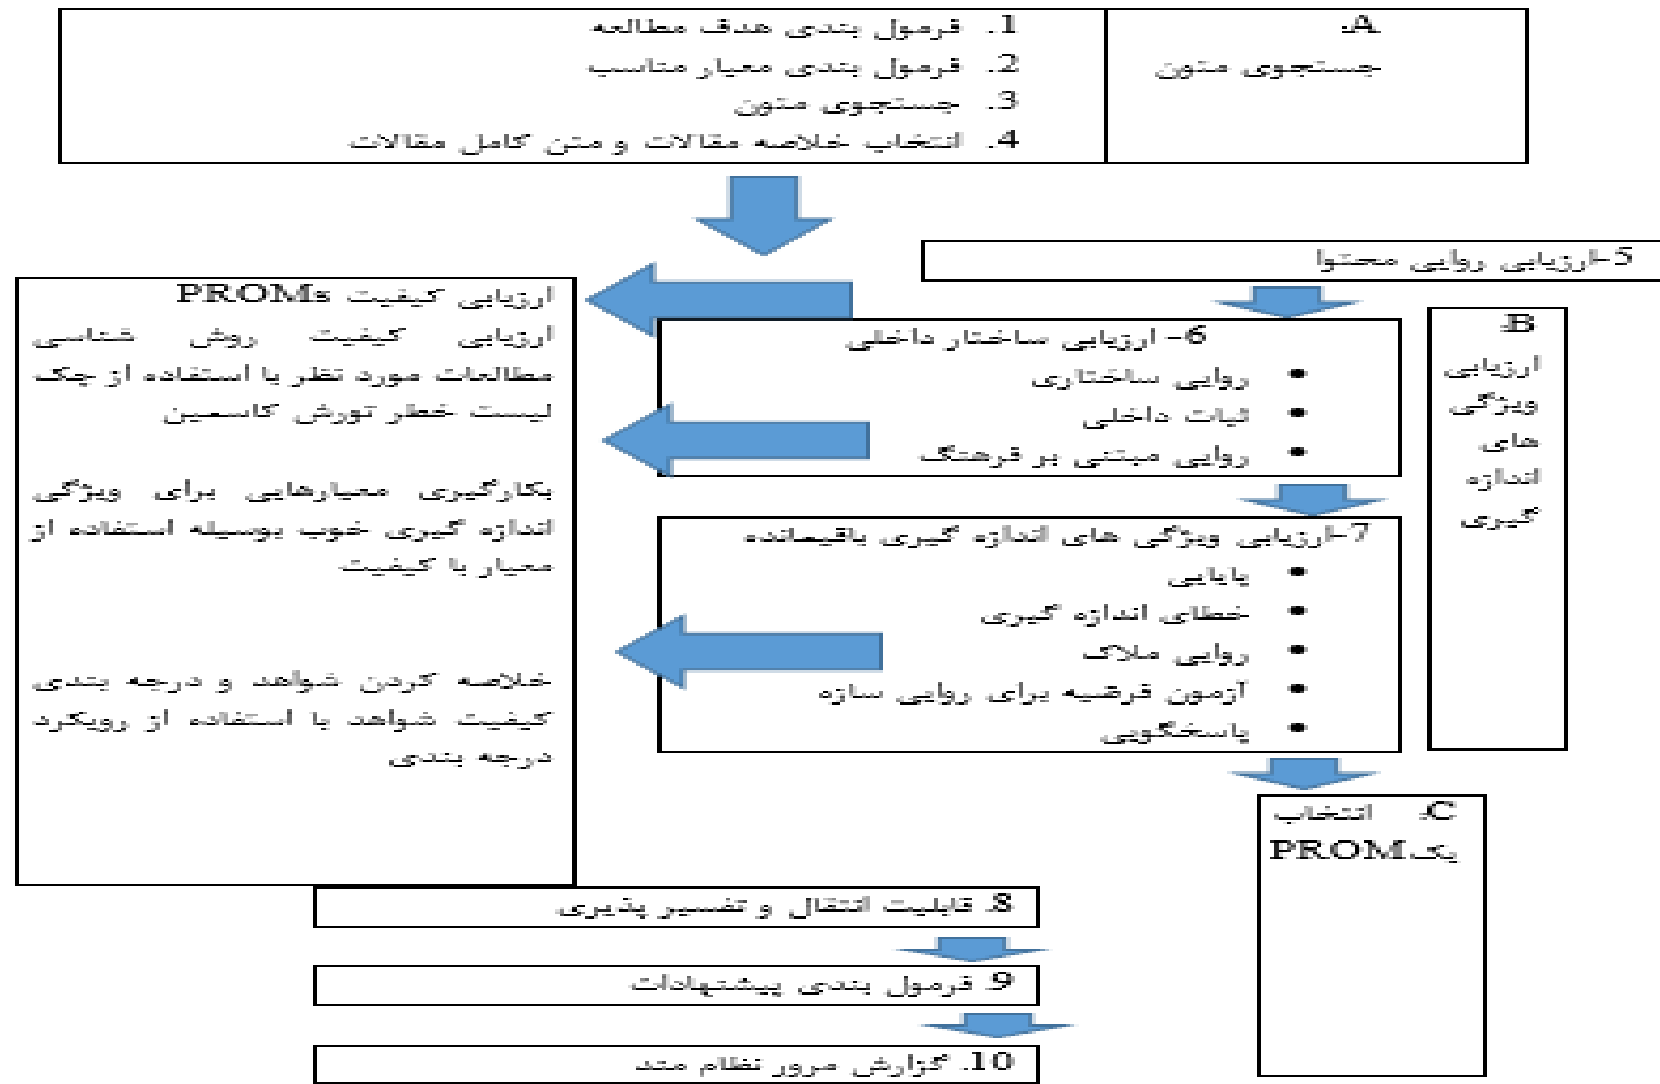 A:
جستجوی متون
1. فرمول بندی هدف مطالعه
2. فرمول بندی معیار مناسب
3. جستجوی متون
4. انتخاب خلاصه مقالات و متن کامل مقالات
5-ارزیابی روایی محتوا
B:
ارزیابی
ویژگی
های
اندازه
گیری
6- ارزیابی ساختار داخلی
• روایی ساختاری
• ثبات داخلی
• روایی مبتنی بر فرهنگ
7-ارزیابی ویژگی های اندازه گیری باقیمانده
• پایایی
• خطای اندازه گیری
• روایی ملاک
• آزمون فرضیه برای روایی سازه
• پاسخگویی
ارزیابی کیفیت PROMs
ارزیابی کیفیت روش شناسی
مطالعات مورد نظر با استفاده از چک
لیست خطر تورش کاسمین
بکارگیری معیارهایی برای ویژگی
اندازه گیری خوب بوسیله استفاده از
معیار با کیفیت
خلاصه کردن شواهد و درجه بندی
کیفیت شواهد با استفاده از رویکرد
درجه بندی
C: انتخاب
یک PROM
8. قابلیت انتقال و تفسیر پذیری
9. فرمول بندی پیشنهادات
10. گزارش مرور نظام مند